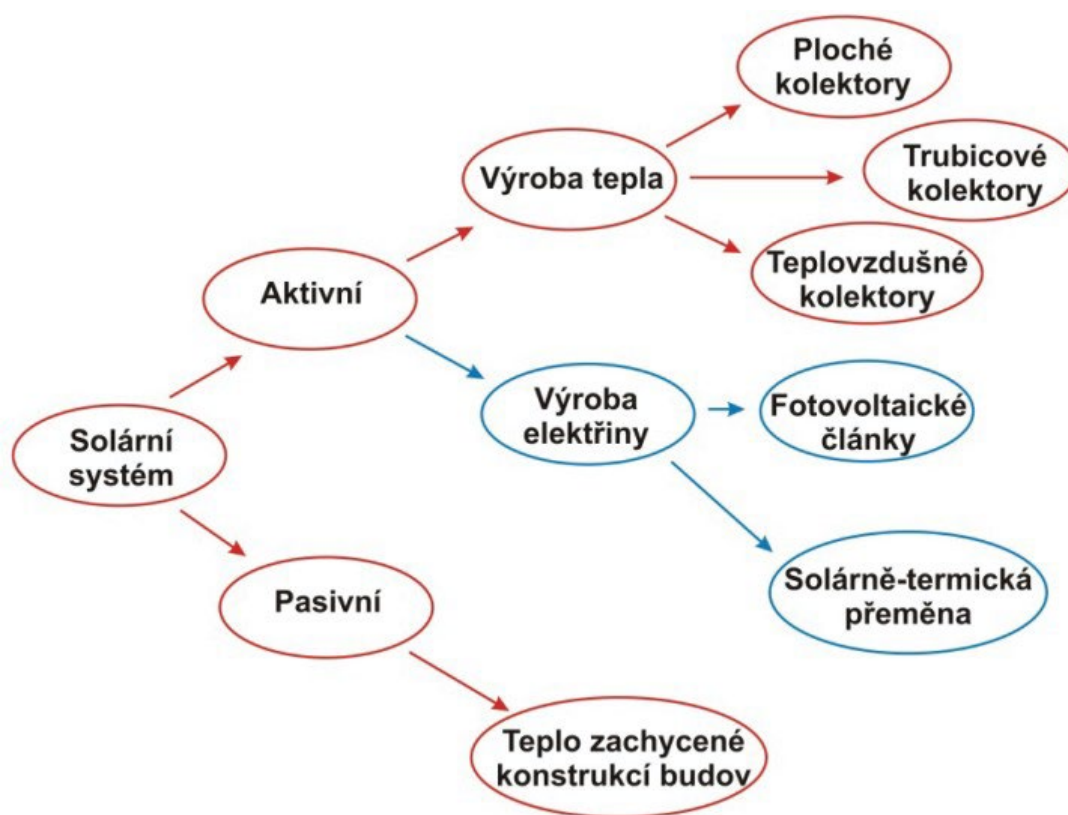 Ploché
kolektory
Trubicové
kolektory
Výroba tepla
Teplovzdušné
kolektory
Aktivní
Výroba
elektřiny
Fotovoltaické
články
Solární
systém
Solárně-termická
přeměna
Pasivní
Teplo zachycené
konstrukcí budov